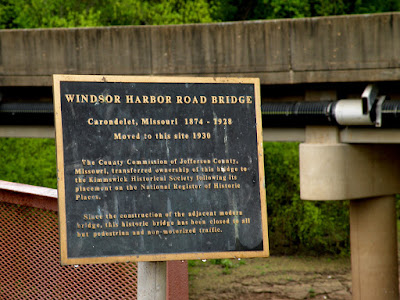 WINDSOR HARBOR ROAD BRIDGE
Carondelet, Missouri 1874 - 1928
Moved to this site 1930
The County Commission of Jefferson County,
Missouri, transferred ownership of this bridge to
the Kimmswick Historical Society following its
placement on the National Register of Historic
Places.
Since the construction of the adjacent modern
bridge, this historic bridge has been closed to all
but pedestrian and non-motorized traffic.